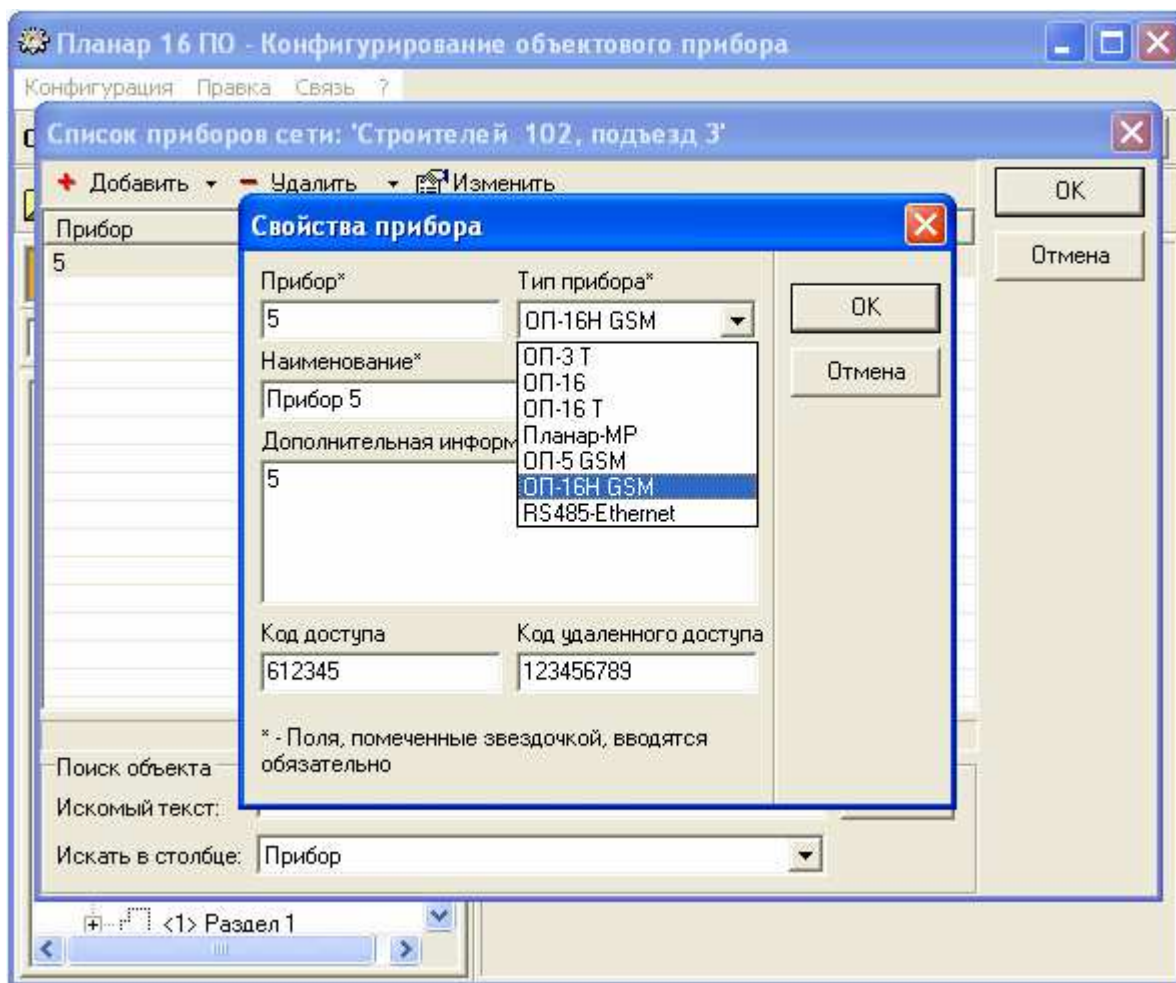 Планар 16 ПО - Конфигурирование объектового прибора
Конфигурация Правка Связь ?
Список приборов сети: 'Строителей 102, подъезд 3'
Добавить Удалить Изменить
OK
Отмена
Прибор
5
Свойства прибора
Прибор* Тип прибора*
5 ОП-16Н GSM
OK
Отмена
Наименование*
Прибор 5
ОП-3 Т
ОП-16
ОП-16 Т
Планар-МР
ОП-5 GSM
ОП-16Н GSM
RS485-Ethernet
Дополнительная информ
5
Код доступа Код удаленного доступа
612345 123456789
* - Поля, помеченные звездочкой, вводятся
обязательно
Поиск объекта
Искомый текст:
Искать в столбце: Прибор
<1> Раздел 1